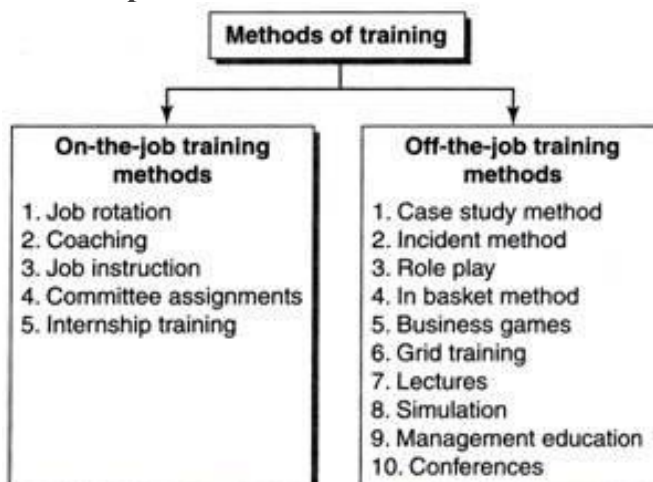 Methods of training
On-the-job training
methods
1. Job rotation
2. Coaching
3. Job instruction
4. Committee assignments
5. Internship training
Off-the-job training
methods
1. Case study method
2. Incident method
3. Role play
4. In basket method
5. Business games
6. Grid training
7. Lectures
8. Simulation
9. Management education
10. Conferences